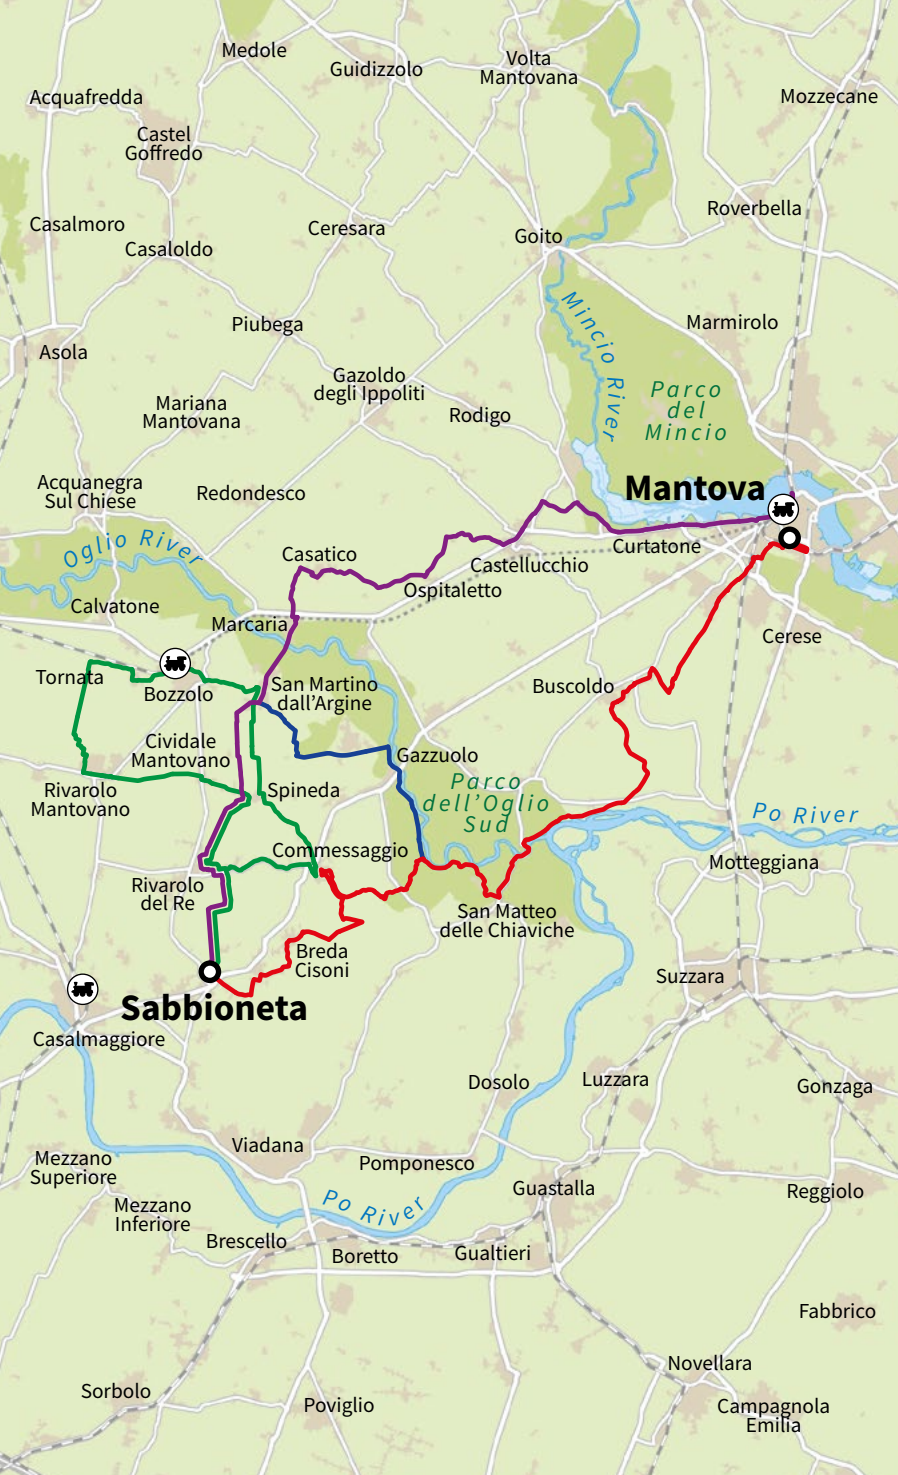 Medole
Guidizzolo
Volta
Mantovana
Acquafredda
Mozzecane
Castel
Goffredo
Casalmoro
Ceresara
Roverbella
Casaloldo
Goito
Mincio River
Piubega
Marmirolo
Asola
Gazoldo
degli Ippoliti
Parco
del
Mincio
Mariana
Mantovana
Rodigo
Acquanegra
Sul Chiese
Redondesco
Mantova
Oglio River
Casatico
Curtatone
Castellucchio
Ospitaletto
Calvatone
Marcaria
Cerese
Tornata
Bozzolo
San Martino
dall'Argine
Buscoldo
Cividale
Mantovano
Gazzuolo
Rivarolo
Mantovano
Spineda
Parco
dell'Oglio
Sud
Po River
Commessaggio
Motteggiana
Rivarolo
del Re
San Matteo
delle Chiaviche
Breda
Cisoni
Suzzara
Sabbioneta
Casalmaggiore
Dosolo
Luzzara
Gonzaga
Viadana
Pomponesco
Mezzano
Superiore
Guastalla
Reggiolo
Mezzano
Inferiore
Po River
Brescello
Boretto
Gualtieri
Fabbrico
Novellara
Sorbolo
Poviglio
Campagnola
Emilia